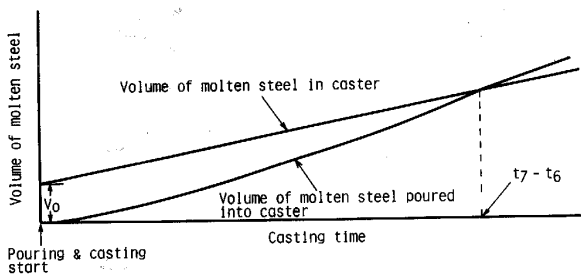 Volume of molten steel
Volume of molten steel in caster
V0
Volume of molten steel poured
into caster
t7 - t6
Pouring & casting
start
Casting time